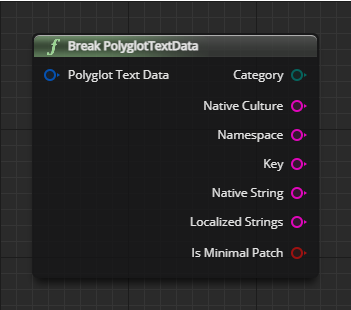 f Break PolyglotTextData
Polyglot Text Data Category
Native Culture
Namespace
Key
Native String
Localized Strings
Is Minimal Patch